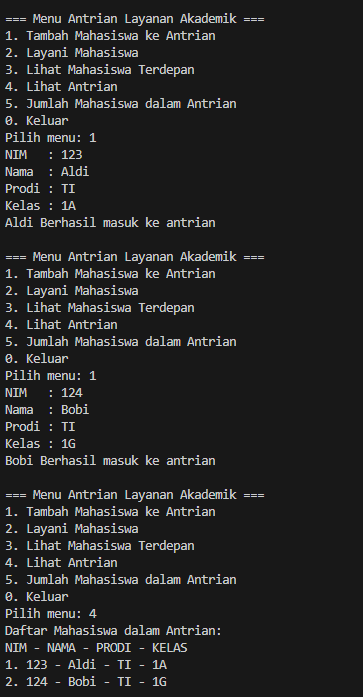 === Menu Antrian Layanan Akademik ===
1. Tambah Mahasiswa ke Antrian
2. Layani Mahasiswa
3. Lihat Mahasiswa Terdepan
4. Lihat Antrian
5. Jumlah Mahasiswa dalam Antrian
0. Keluar
Pilih menu: 1
NIM   : 123
Nama  : Aldi
Prodi : TI
Kelas : 1A
Aldi Berhasil masuk ke antrian

=== Menu Antrian Layanan Akademik ===
1. Tambah Mahasiswa ke Antrian
2. Layani Mahasiswa
3. Lihat Mahasiswa Terdepan
4. Lihat Antrian
5. Jumlah Mahasiswa dalam Antrian
0. Keluar
Pilih menu: 1
NIM   : 124
Nama  : Bobi
Prodi : TI
Kelas : 1G
Bobi Berhasil masuk ke antrian

=== Menu Antrian Layanan Akademik ===
1. Tambah Mahasiswa ke Antrian
2. Layani Mahasiswa
3. Lihat Mahasiswa Terdepan
4. Lihat Antrian
5. Jumlah Mahasiswa dalam Antrian
0. Keluar
Pilih menu: 4
Daftar Mahasiswa dalam Antrian:
NIM - NAMA - PRODI - KELAS
1. 123 - Aldi - TI - 1A
2. 124 - Bobi - TI - 1G